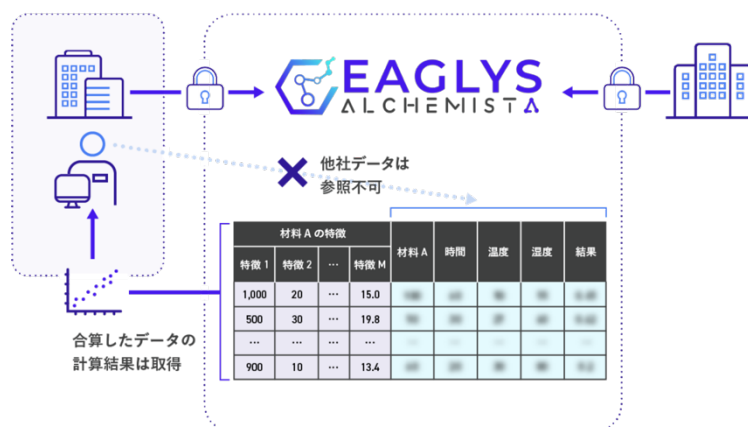 EAGLYS
ALCHEMISTA
他社データは
参照不可
材料 A の特徴
材料 A 時間 温度 湿度 結果
特徴 1 特徴 2 … 特徴 M
1,000 20 … 15.0
500 30 … 19.8
… … … …
900 10 … 13.4
合算したデータの
計算結果は取得